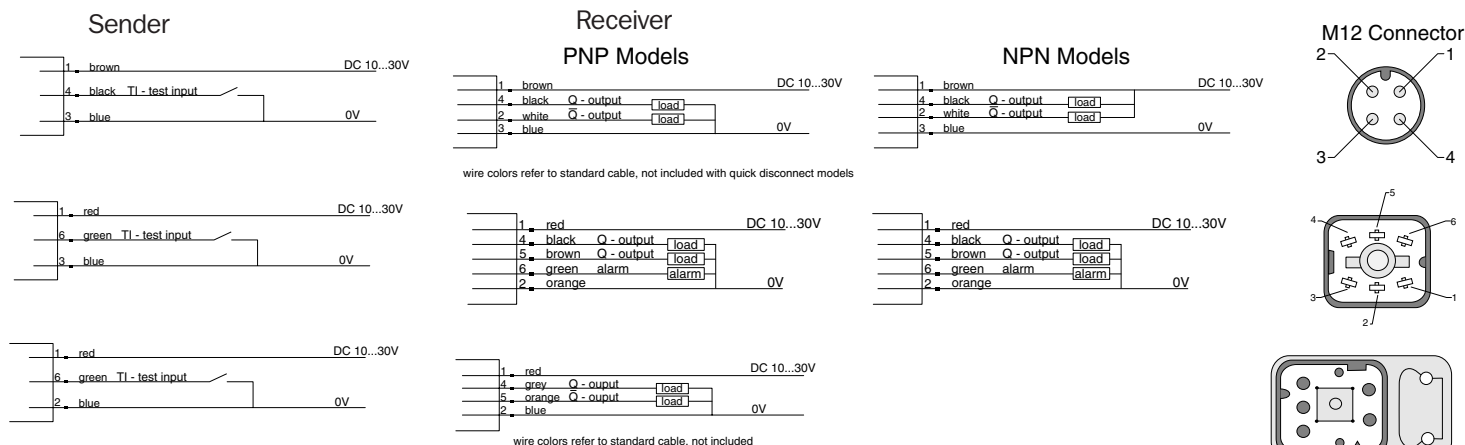 Sender
1 brown DC 10...30V
4 black TI - test input
3 blue 0V
1 red DC 10...30V
6 green TI - test input
3 blue 0V
1 red DC 10...30V
6 green TI - test input
2 blue 0V
Receiver
PNP Models
1 brown DC 10...30V
4 black Q - output load
2 white Q̅ - output load
3 blue 0V
wire colors refer to standard cable, not included with quick disconnect models
1 red DC 10...30V
4 black Q - output load
5 brown Q - output load
6 green alarm alarm
2 orange 0V
1 red DC 10...30V
4 grey Q - ouput load
5 orange Q̅ - ouput load
2 blue 0V
wire colors refer to standard cable, not included
NPN Models
1 brown DC 10...30V
4 black Q - output load
2 white Q̅ - output load
3 blue 0V
1 red DC 10...30V
4 black Q - output load
5 brown Q - output load
6 green alarm alarm
2 orange 0V
M12 Connector
2 1
3 4
5
4 6
3 1
2